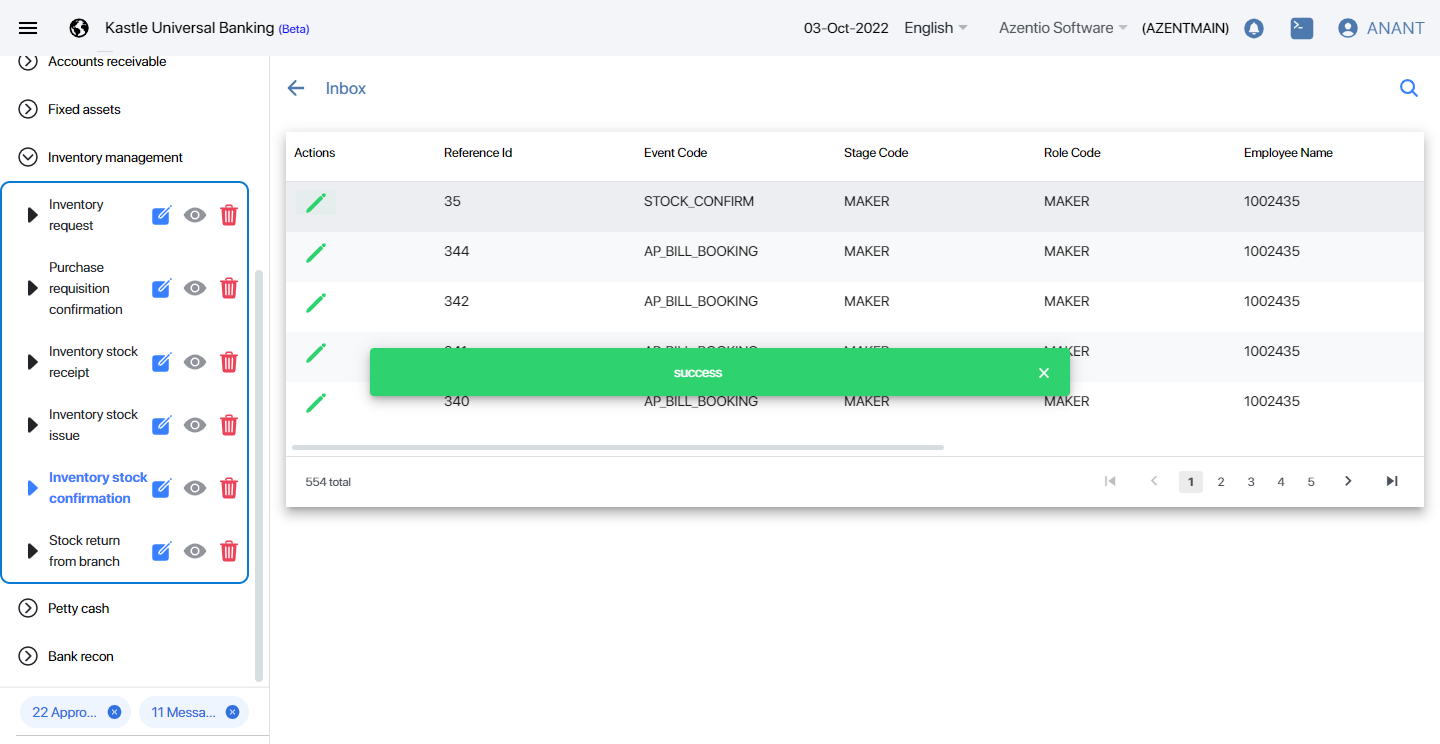 Kastle Universal Banking (Beta)
03-Oct-2022 English Azentio Software (AZENTMAIN) ANANT
Accounts receivable
Fixed assets
Inventory management
Inventory
request
Purchase
requisition
confirmation
Inventory stock
receipt
Inventory stock
issue
Inventory stock
confirmation
Stock return
from branch
Petty cash
Bank recon
22 Appro...
11 Messa...
Inbox
Actions Reference Id Event Code Stage Code Role Code Employee Name
35 STOCK_CONFIRM MAKER MAKER 1002435
344 AP_BILL_BOOKING MAKER MAKER 1002435
342 AP_BILL_BOOKING MAKER MAKER 1002435
1002435
success
340 AP_BILL_BOOKING MAKER MAKER 1002435
554 total
1 2 3 4 5